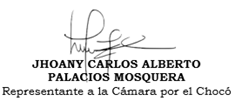 JHOANY CARLOS ALBERTO
PALACIOS MOSQUERA
Representante a la Cámara por el Chocó